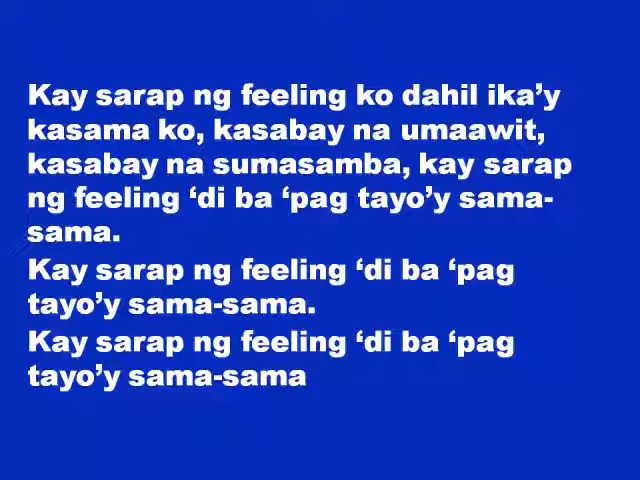 Kay sarap ng feeling ko dahil ika’y
kasama ko, kasabay na umaawit,
kasabay na sumasamba, kay sarap
ng feeling ‘di ba ‘pag tayo’y sama-
sama.
Kay sarap ng feeling ‘di ba ‘pag
tayo’y sama-sama.
Kay sarap ng feeling ‘di ba ‘pag
tayo’y sama-sama